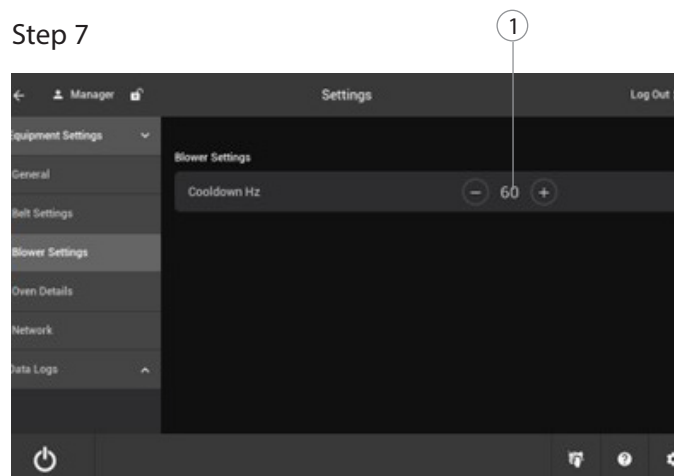 Step 7
1
Manager
Settings
Log Out
Equipment Settings
Blower Settings
General
Cooldown Hz
− 60 +
Belt Settings
Blower Settings
Oven Details
Network
Data Logs